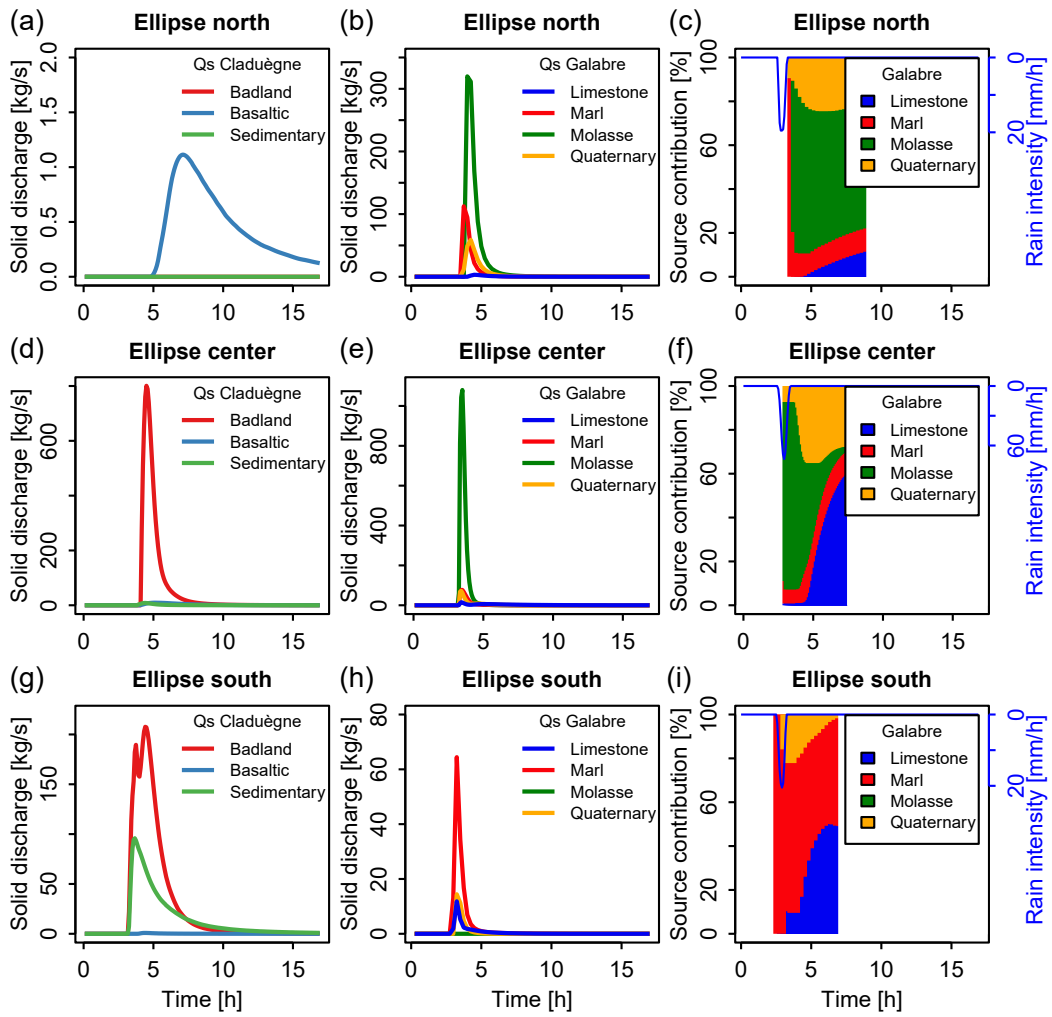 (a) Ellipse north
Solid discharge [kg/s]
0.0 0.5 1.0 1.5 2.0
Qs Claduègne
Badland
Basaltic
Sedimentary
0 5 10 15
(b) Ellipse north
Solid discharge [kg/s]
0 100 200 300
Qs Galabre
Limestone
Marl
Molasse
Quaternary
0 5 10 15
(c) Ellipse north
Source contribution [%]
0 20 60 100
Galabre
Limestone
Marl
Molasse
Quaternary
0 5 10 15
Rain intensity [mm/h]
0 20
(d) Ellipse center
Solid discharge [kg/s]
0 200 600
Qs Claduègne
Badland
Basaltic
Sedimentary
0 5 10 15
(e) Ellipse center
Solid discharge [kg/s]
0 400 800
Qs Galabre
Limestone
Marl
Molasse
Quaternary
0 5 10 15
(f) Ellipse center
Source contribution [%]
0 20 60 100
Galabre
Limestone
Marl
Molasse
Quaternary
0 5 10 15
Rain intensity [mm/h]
0 60
(g) Ellipse south
Solid discharge [kg/s]
0 50 150
Qs Claduègne
Badland
Basaltic
Sedimentary
0 5 10 15
Time [h]
(h) Ellipse south
Solid discharge [kg/s]
0 20 40 60 80
Qs Galabre
Limestone
Marl
Molasse
Quaternary
0 5 10 15
Time [h]
(i) Ellipse south
Source contribution [%]
0 20 60 100
Galabre
Limestone
Marl
Molasse
Quaternary
0 5 10 15
Time [h]
Rain intensity [mm/h]
0 20